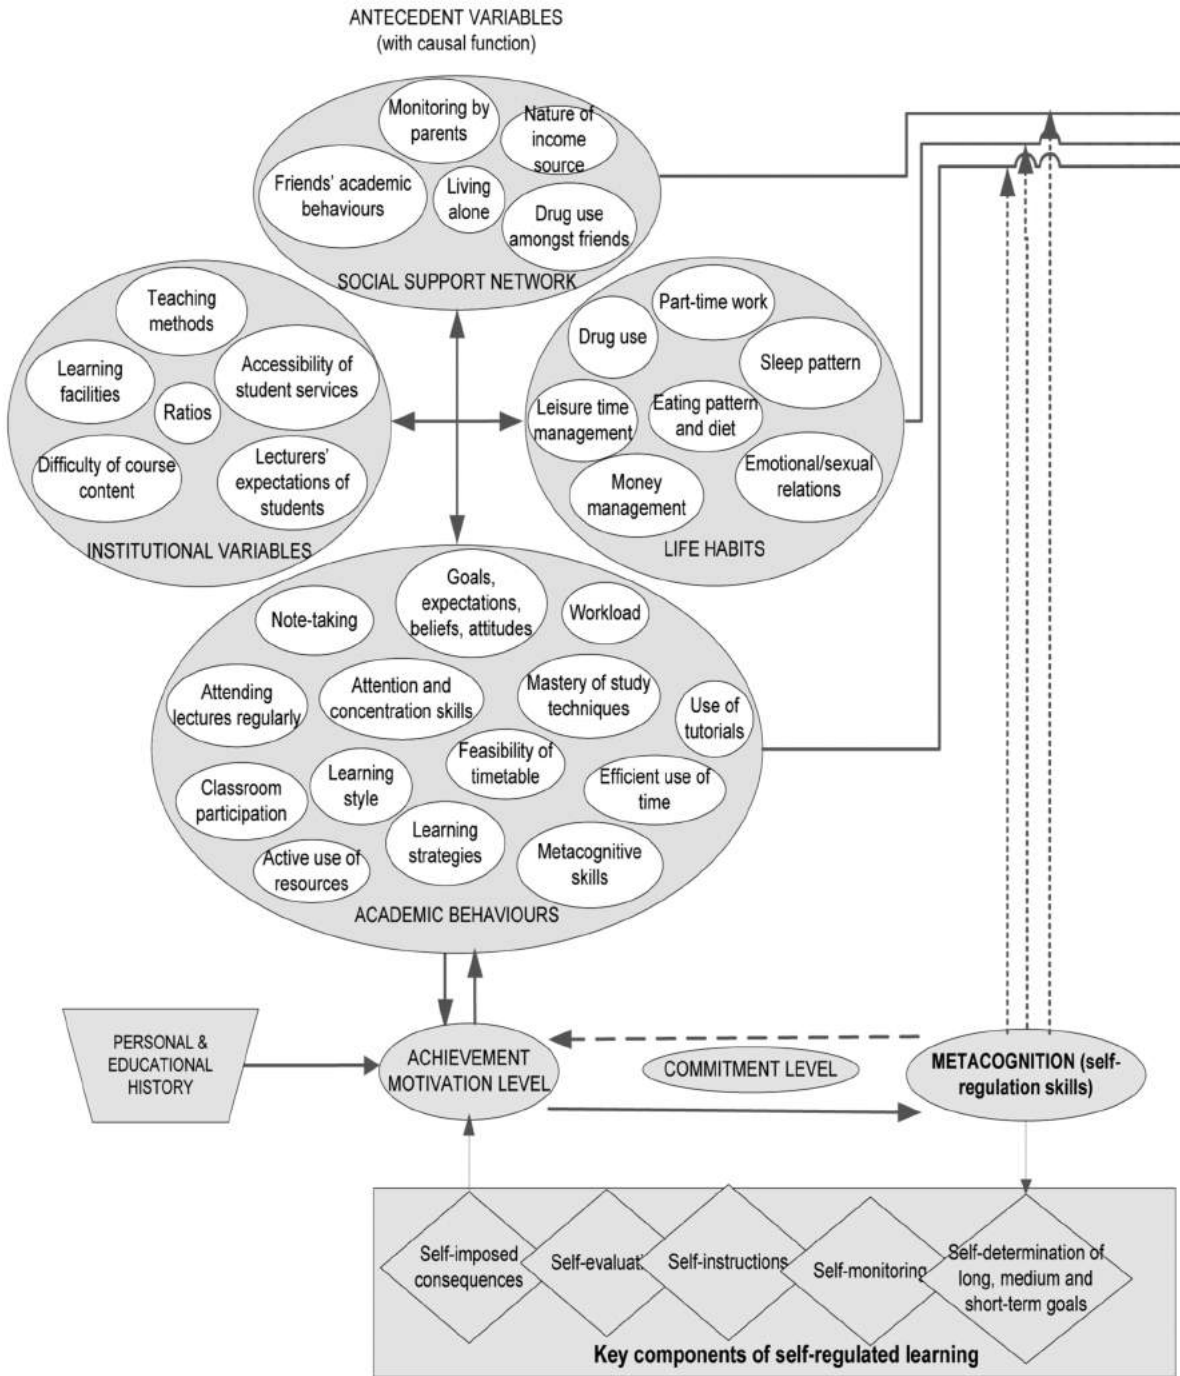 ANTECEDENT VARIABLES
(with causal function)
Monitoring by
parents
Nature of
income
source
Friends' academic
behaviours
Living
alone
Drug use
amongst friends
SOCIAL SUPPORT NETWORK
Teaching
methods
Learning
facilities
Accessibility of
student services
Ratios
Difficulty of course
content
Lecturers'
expectations of
students
INSTITUTIONAL VARIABLES
Part-time work
Drug use
Sleep pattern
Leisure time
management
Eating pattern
and diet
Emotional/sexual
relations
Money
management
LIFE HABITS
Goals,
expectations,
beliefs, attitudes
Note-taking
Workload
Attending
lectures regularly
Attention and
concentration skills
Mastery of study
techniques
Use of
tutorials
Feasibility of
timetable
Classroom
participation
Learning
style
Efficient use of
time
Learning
strategies
Active use of
resources
Metacognitive
skills
ACADEMIC BEHAVIOURS
PERSONAL &
EDUCATIONAL
HISTORY
ACHIEVEMENT
MOTIVATION LEVEL
COMMITMENT LEVEL
METACOGNITION (self-
regulation skills)
Self-imposed
consequences
Self-evaluati
Self-instructions
Self-monitoring
Self-determination of
long, medium and
short-term goals
Key components of self-regulated learning